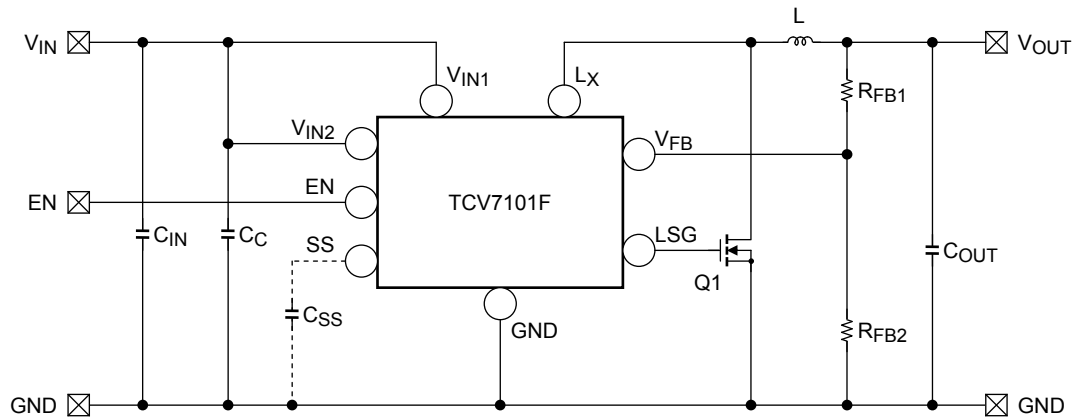 L
VIN
VOUT
VIN1
LX
RFB1
VIN2
VFB
EN
EN
TCV7101F
CIN
CC
SS
LSG
COUT
Q1
CSS
GND
RFB2
GND
GND